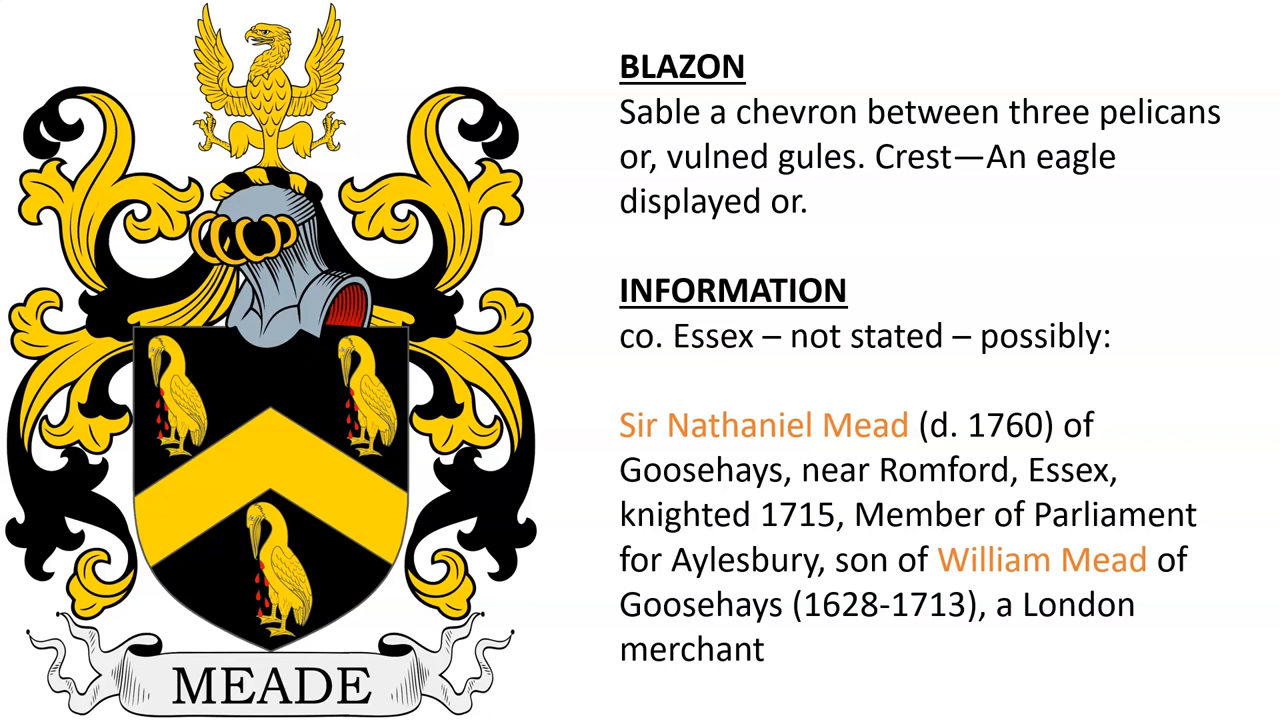 BLAZON
Sable a chevron between three pelicans
or, vulned gules. Crest—An eagle
displayed or.
INFORMATION
co. Essex – not stated – possibly:
Sir Nathaniel Mead (d. 1760) of
Goosehays, near Romford, Essex,
knighted 1715, Member of Parliament
for Aylesbury, son of William Mead of
Goosehays (1628-1713), a London
merchant
MEADE